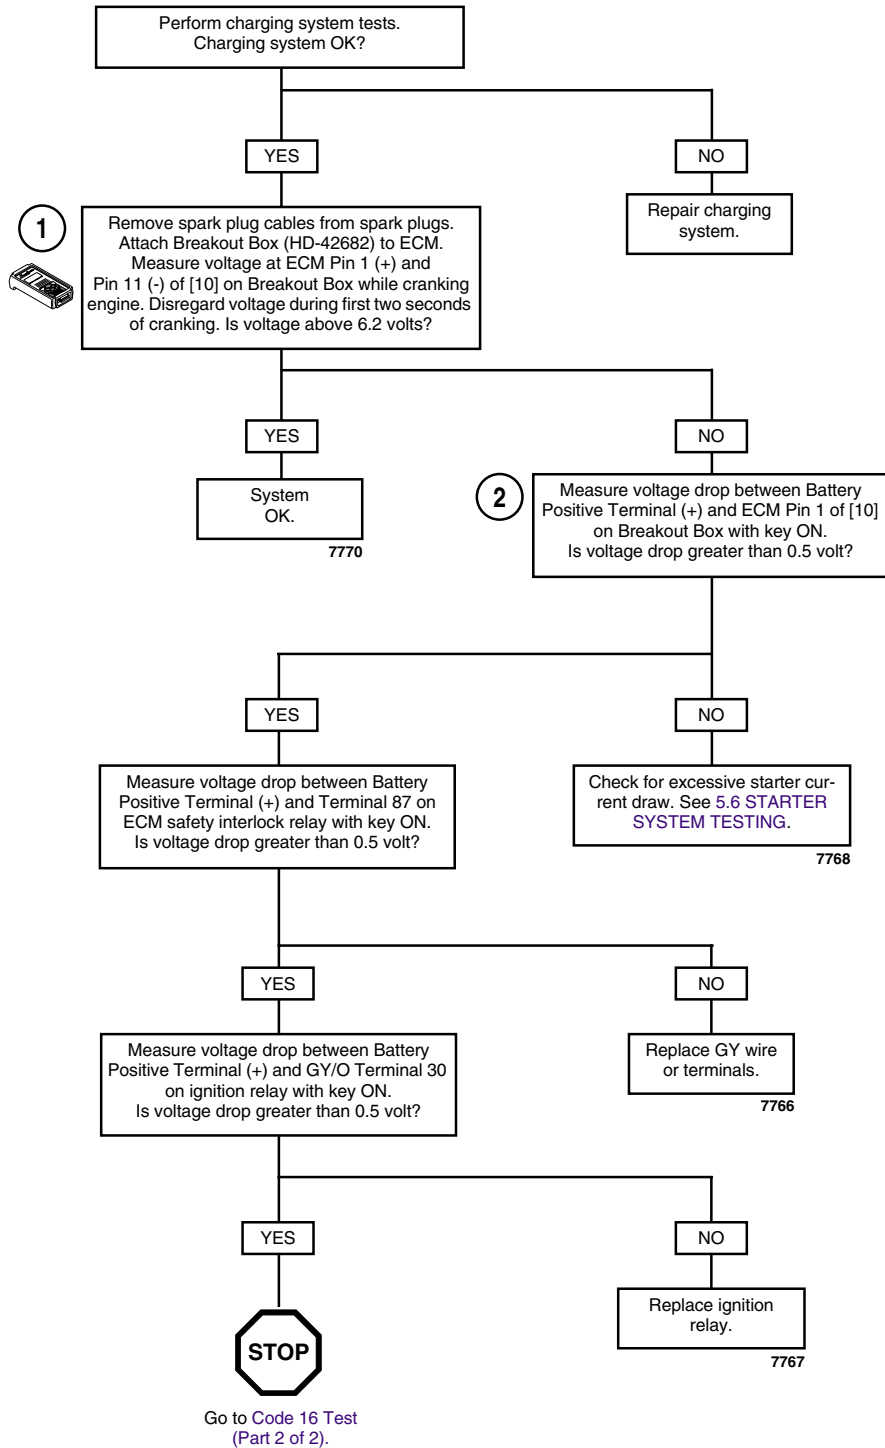 Perform charging system tests.
Charging system OK?
YES
NO
1
Remove spark plug cables from spark plugs.
Attach Breakout Box (HD-42682) to ECM.
Measure voltage at ECM Pin 1 (+) and
Pin 11 (-) of [10] on Breakout Box while cranking
engine. Disregard voltage during first two seconds
of cranking. Is voltage above 6.2 volts?
Repair charging
system.
YES
NO
System
OK.
7770
2
Measure voltage drop between Battery
Positive Terminal (+) and ECM Pin 1 of [10]
on Breakout Box with key ON.
Is voltage drop greater than 0.5 volt?
YES
NO
Measure voltage drop between Battery
Positive Terminal (+) and Terminal 87 on
ECM safety interlock relay with key ON.
Is voltage drop greater than 0.5 volt?
Check for excessive starter cur-
rent draw. See 5.6 STARTER
SYSTEM TESTING.
7768
YES
NO
Measure voltage drop between Battery
Positive Terminal (+) and GY/O Terminal 30
on ignition relay with key ON.
Is voltage drop greater than 0.5 volt?
Replace GY wire
or terminals.
7766
YES
NO
STOP
Go to Code 16 Test
(Part 2 of 2).
Replace ignition
relay.
7767